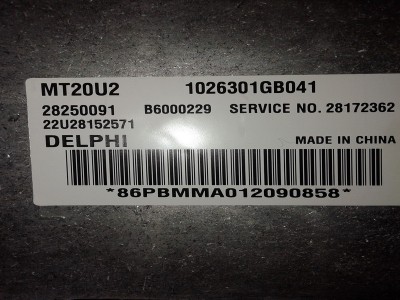 MT20U2 1026301GB041
28250091 B6000229 SERVICE NO. 28172362
22U28152571
DELPHI MADE IN CHINA
*86PBMMA012090858*